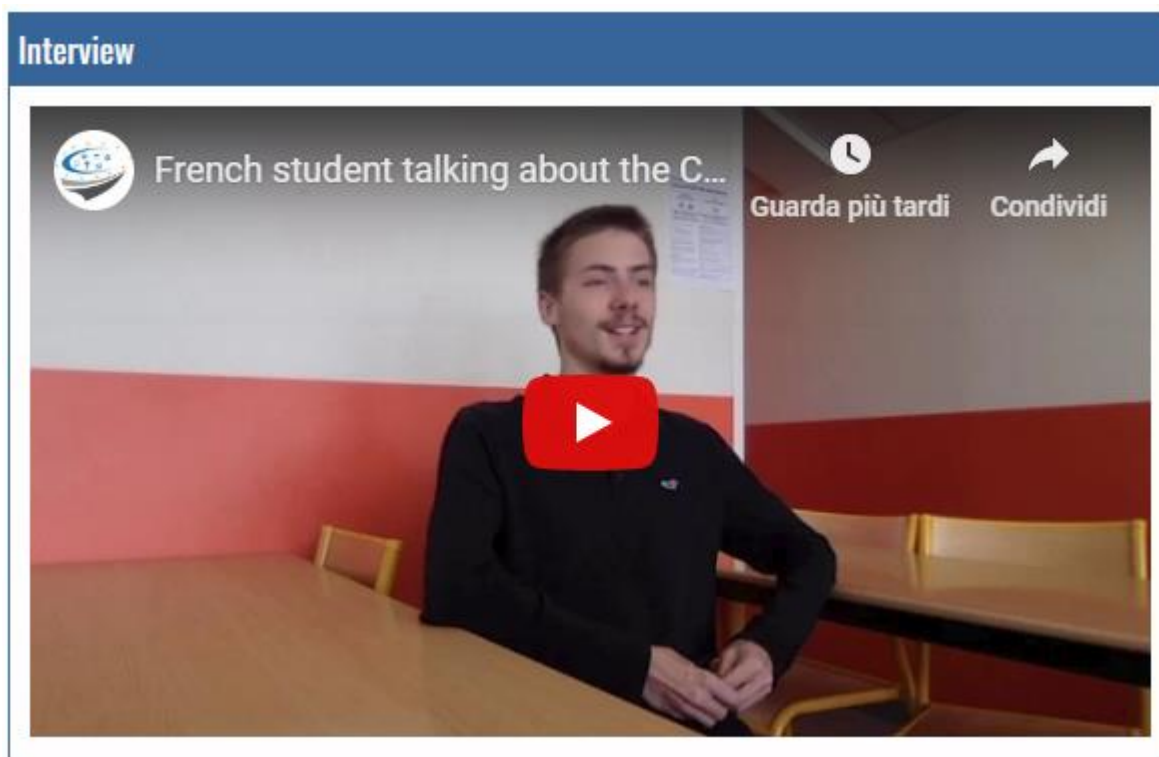 Interview
French student talking about the C...
Guarda più tardi
Condividi